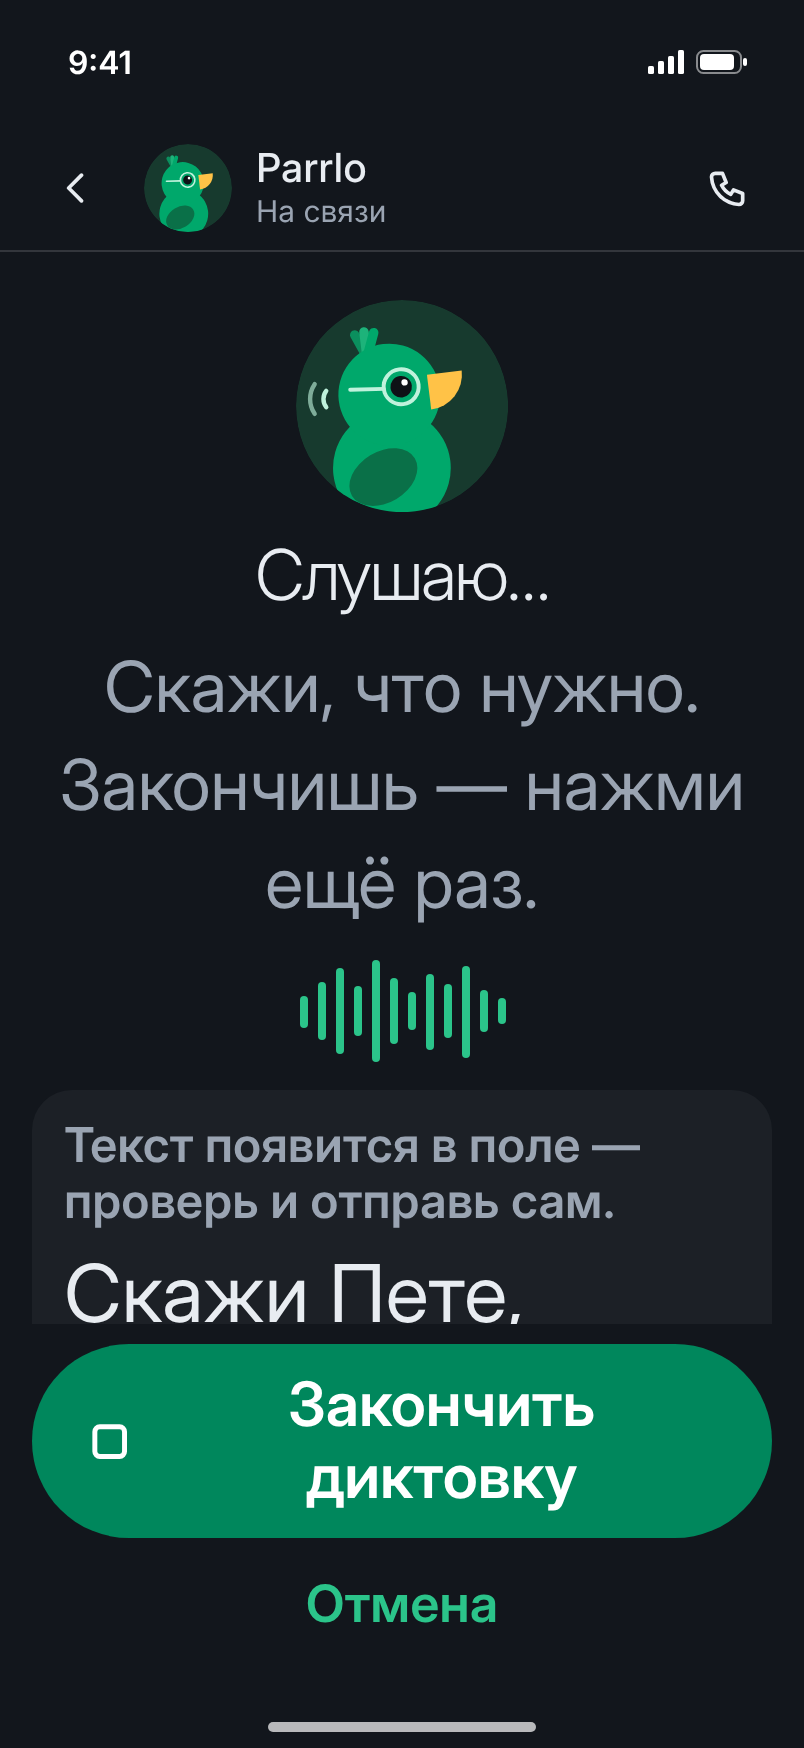 9:41
Parrlo
На связи
Слушаю...
Скажи, что нужно.
Закончишь — нажми
ещё раз.
Текст появится в поле —
проверь и отправь сам.
Скажи Пете,
Закончить
диктовку
Отмена